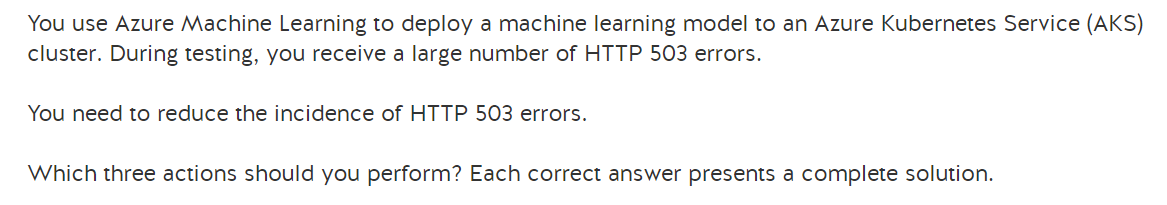 You use Azure Machine Learning to deploy a machine learning model to an Azure Kubernetes Service (AKS)
cluster. During testing, you receive a large number of HTTP 503 errors.
You need to reduce the incidence of HTTP 503 errors.
Which three actions should you perform? Each correct answer presents a complete solution.